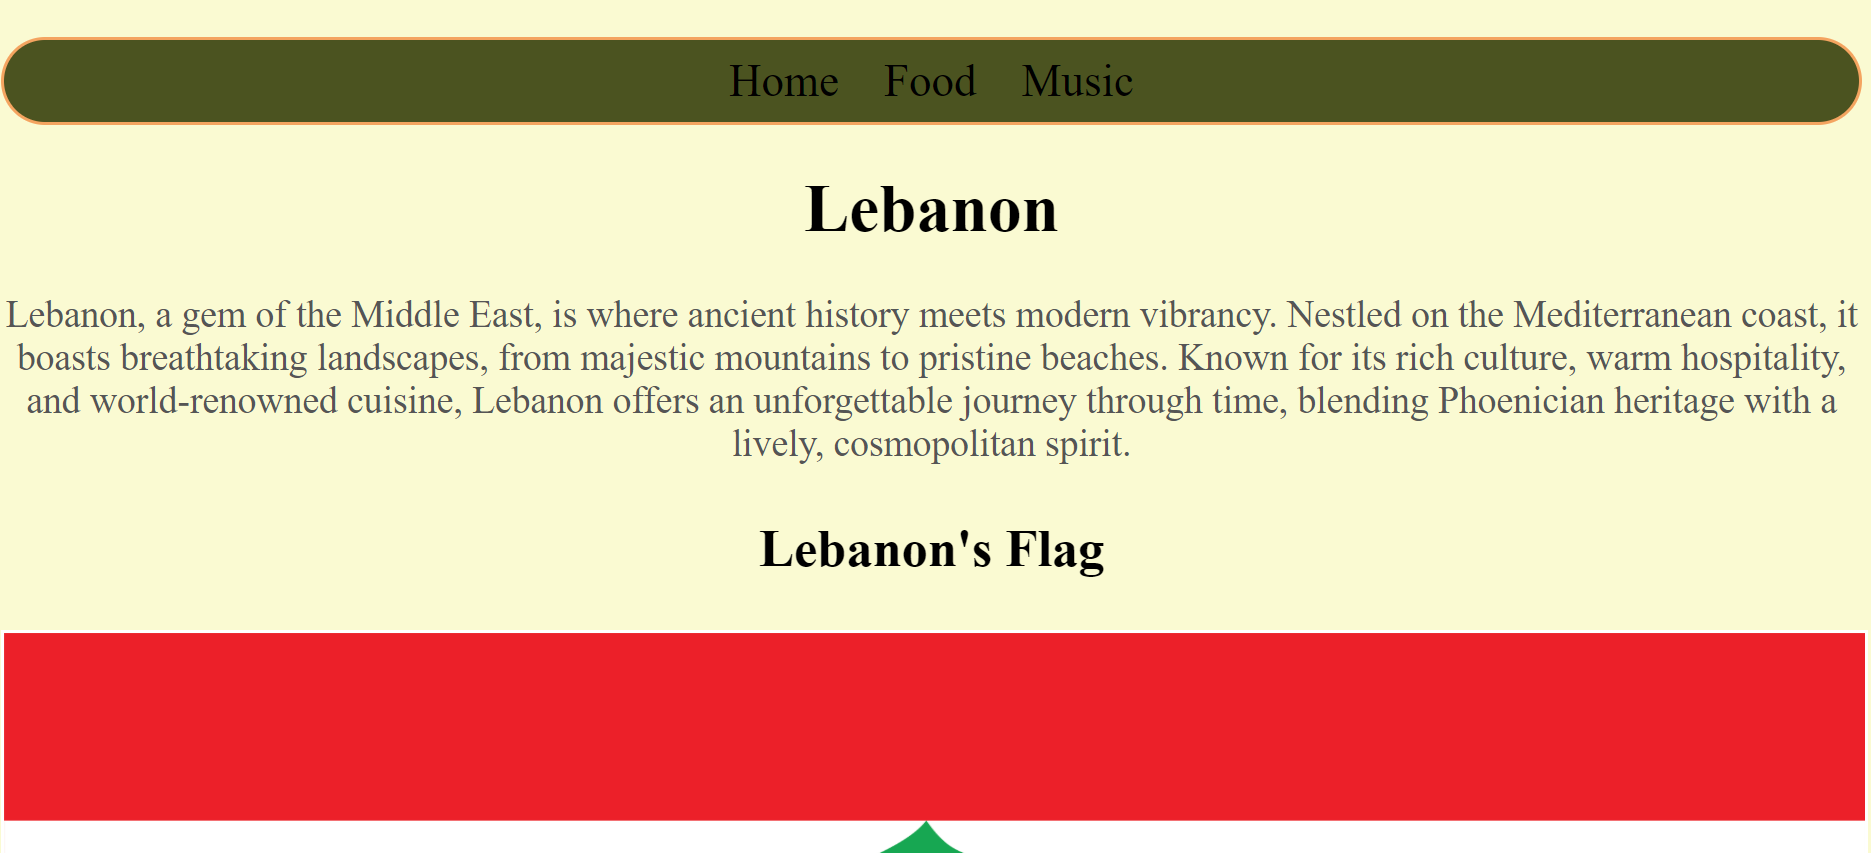 Home Food Music
Lebanon
Lebanon, a gem of the Middle East, is where ancient history meets modern vibrancy. Nestled on the Mediterranean coast, it
boasts breathtaking landscapes, from majestic mountains to pristine beaches. Known for its rich culture, warm hospitality,
and world-renowned cuisine, Lebanon offers an unforgettable journey through time, blending Phoenician heritage with a
lively, cosmopolitan spirit.
Lebanon's Flag